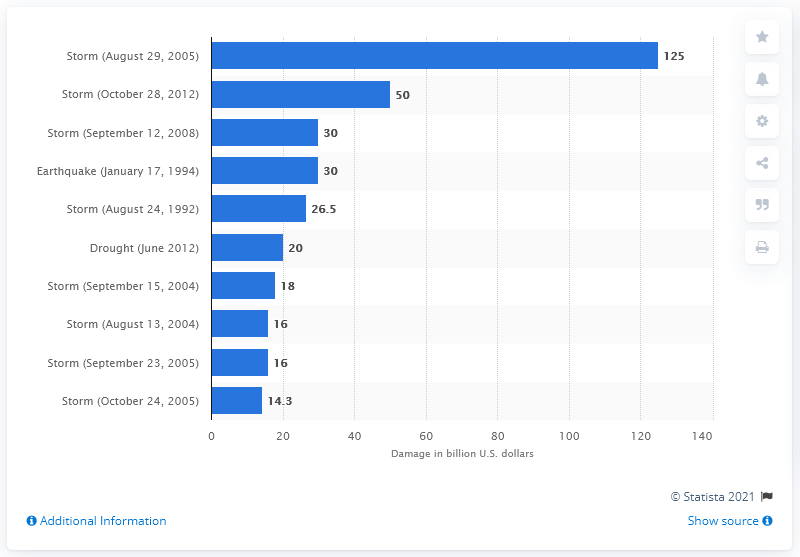 Storm (August 29, 2005) 125
Storm (October 28, 2012) 50
Storm (September 12, 2008) 30
Earthquake (January 17, 1994) 30
Storm (August 24, 1992) 26.5
Drought (June 2012) 20
Storm (September 15, 2004) 18
Storm (August 13, 2004) 16
Storm (September 23, 2005) 16
Storm (October 24, 2005) 14.3
0 20 40 60 80 100 120 140
Damage in billion U.S. dollars
© Statista 2021
Additional Information Show source